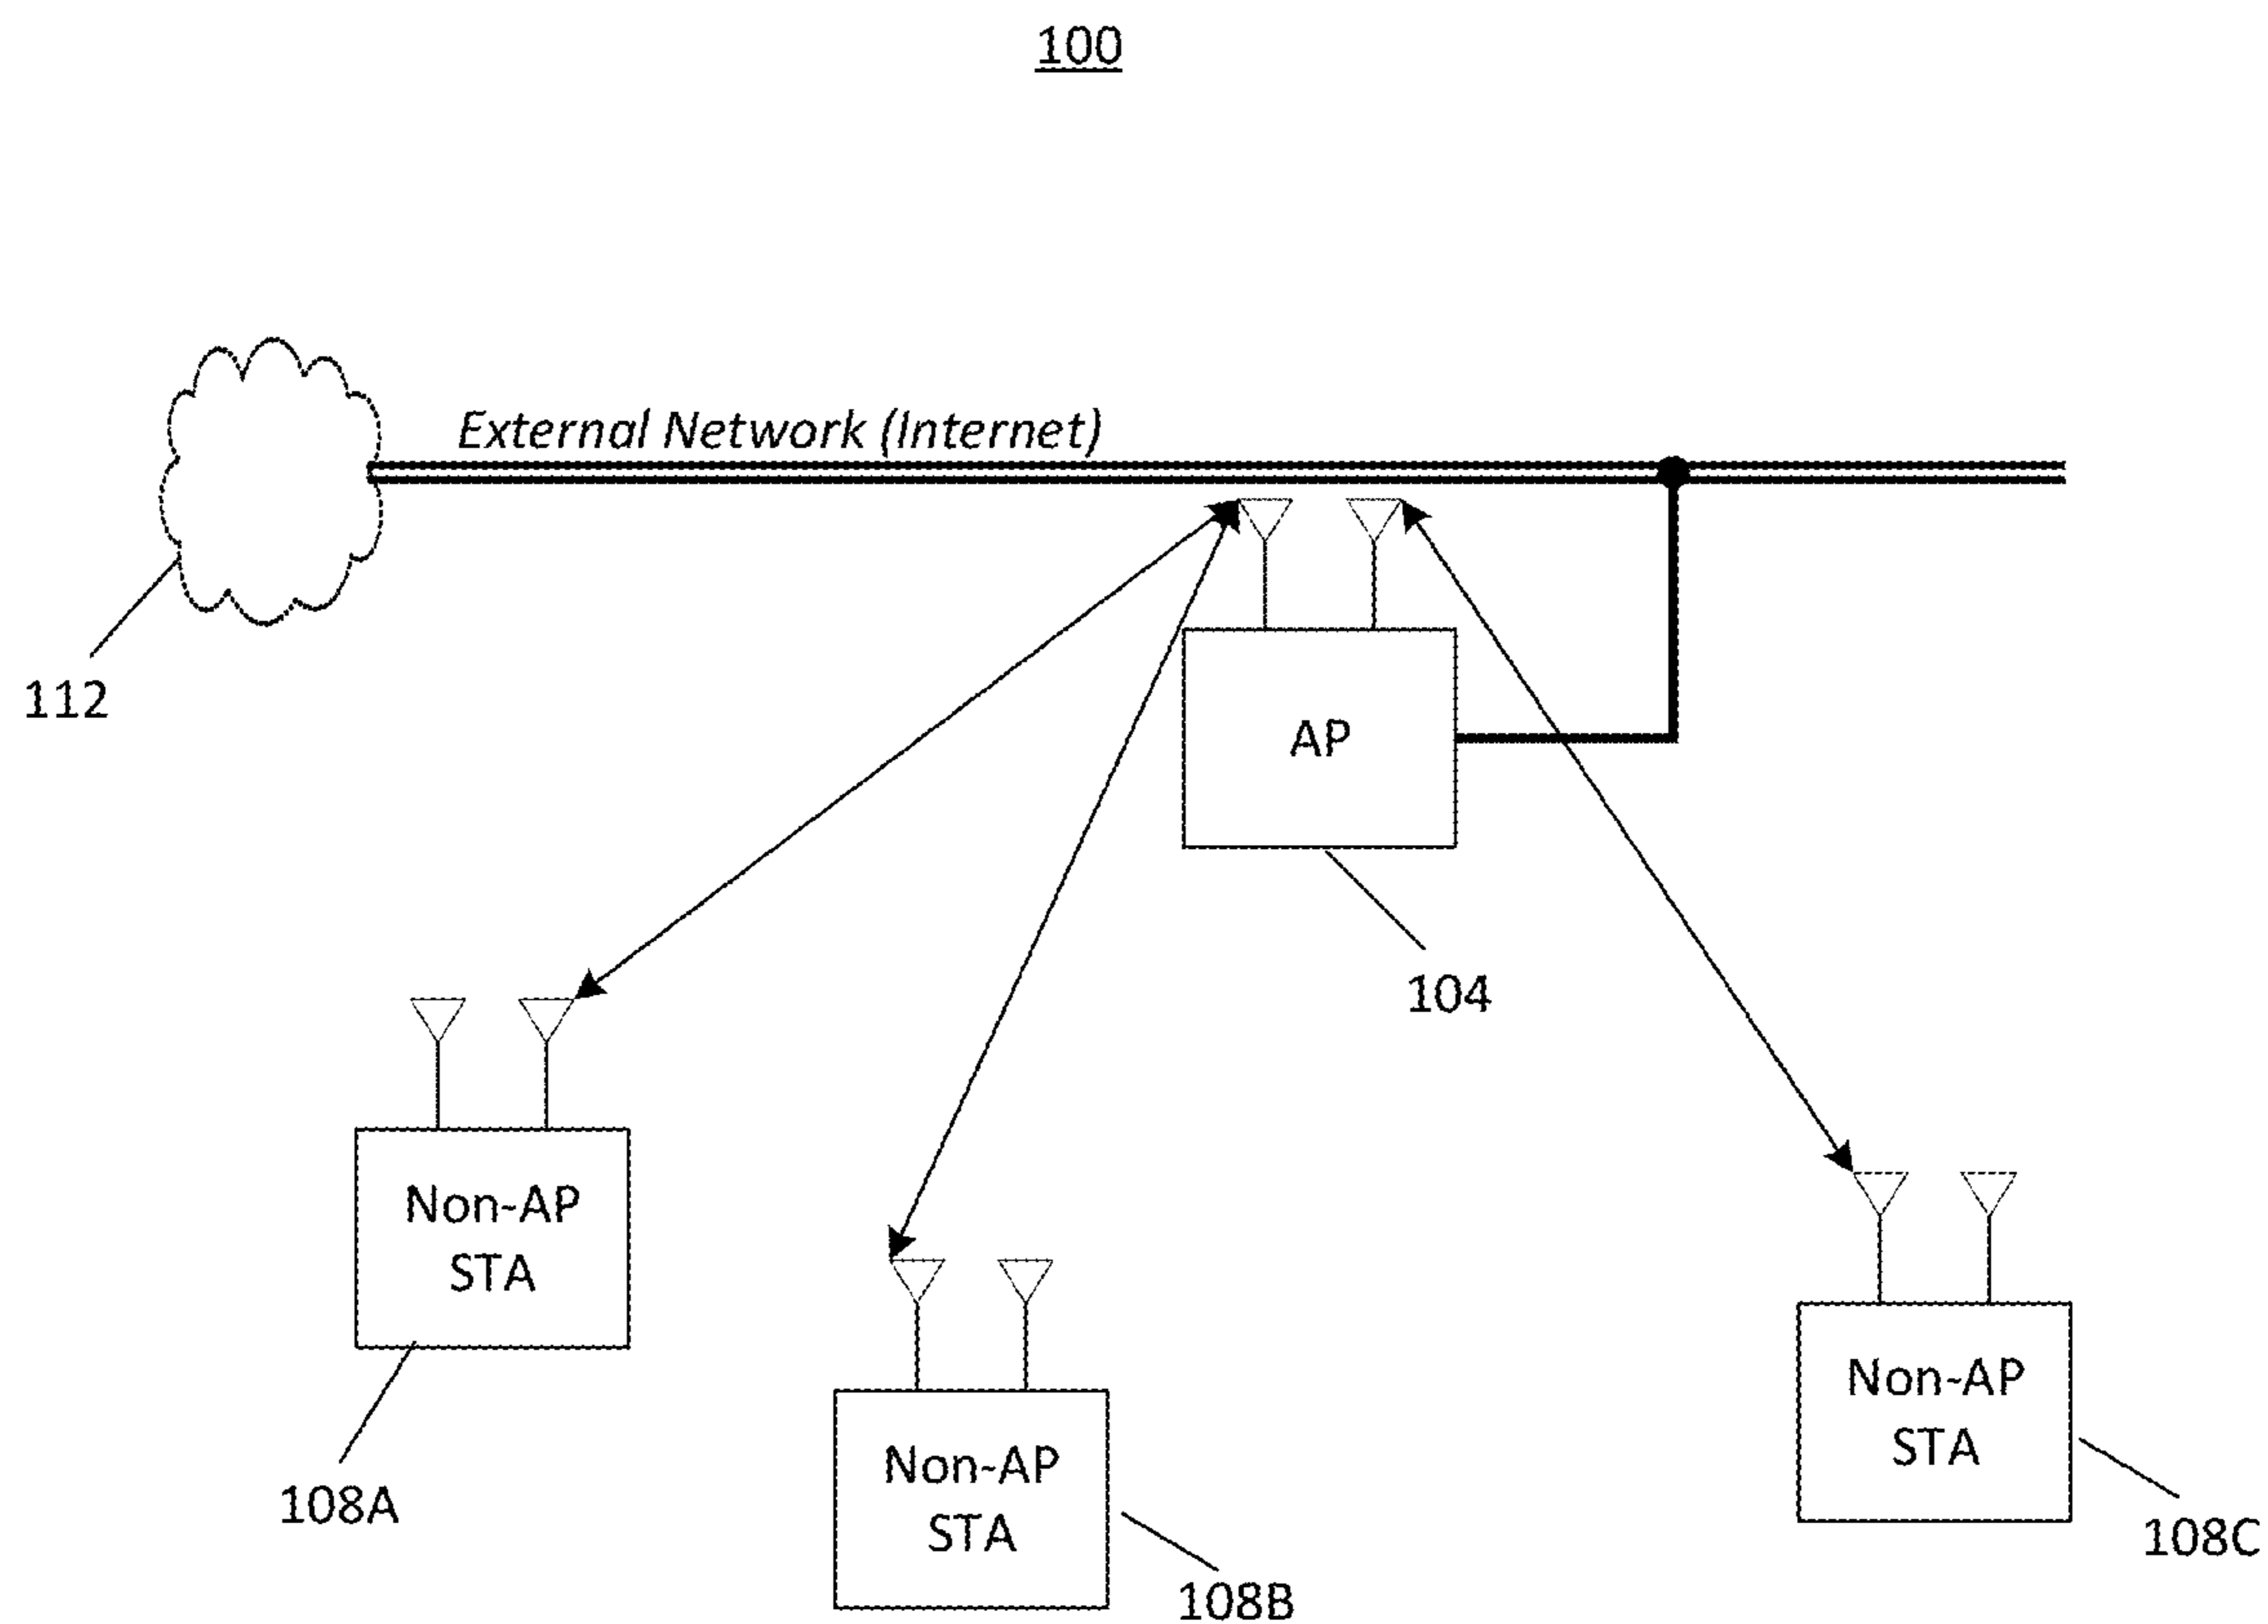 100
External Network (Internet)
112
AP
104
Non-AP
STA
108A
Non-AP
STA
108B
Non-AP
STA
108C